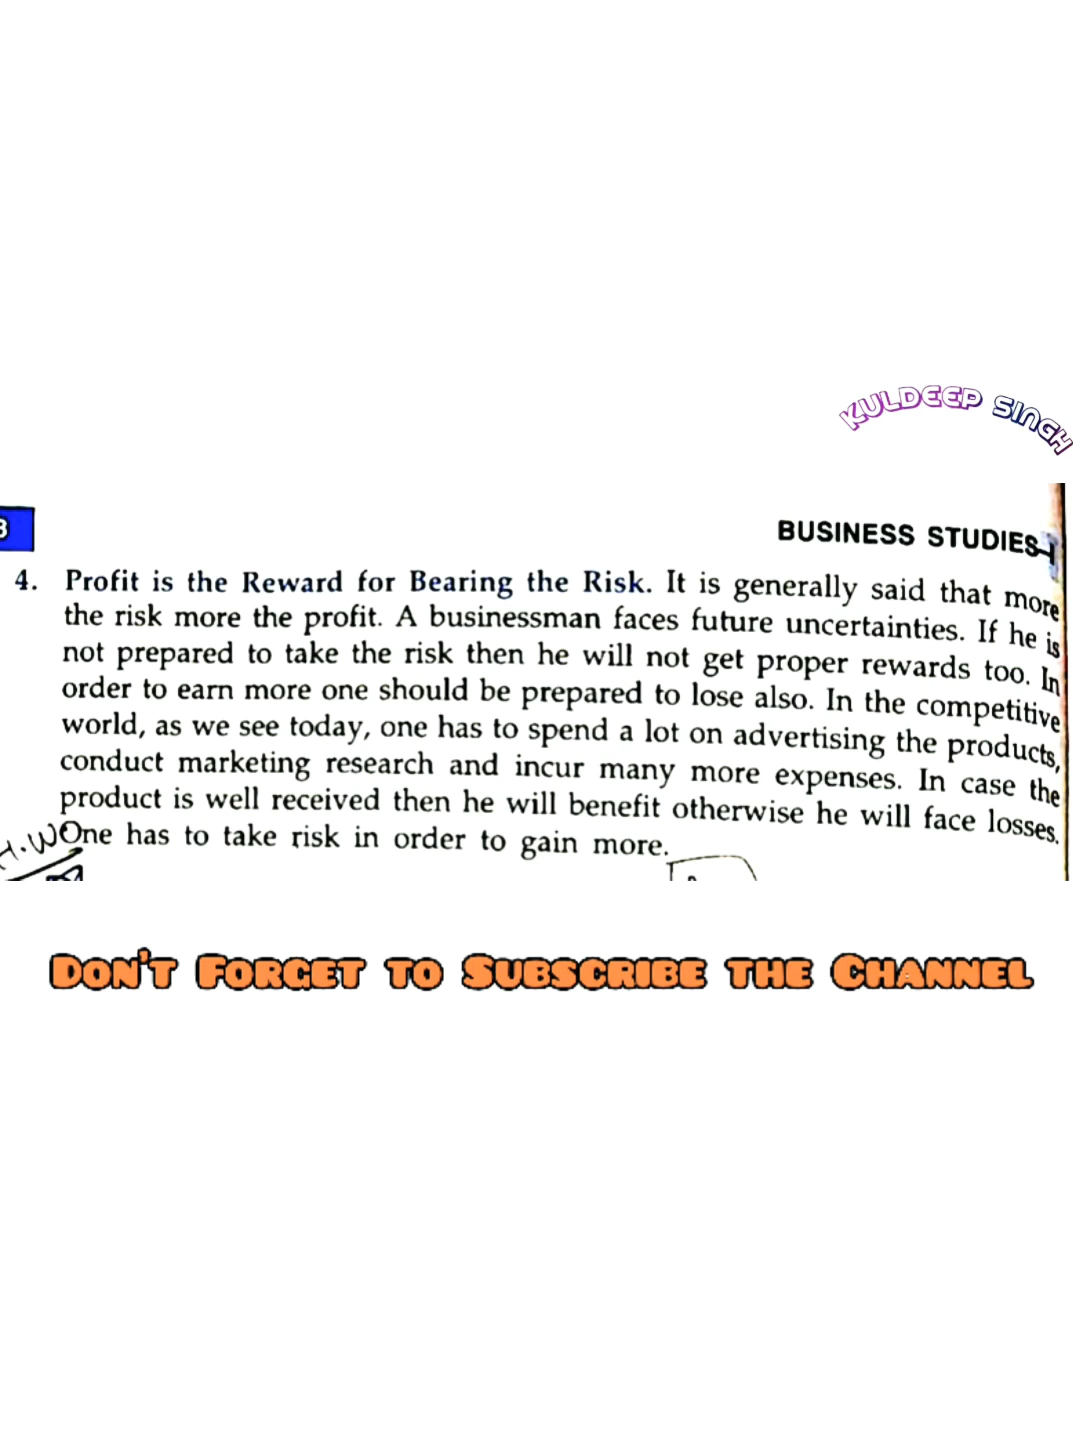 KULDEEP SINGH
BUSINESS STUDIES-I
4. Profit is the Reward for Bearing the Risk. It is generally said that more
the risk more the profit. A businessman faces future uncertainties. If he is
not prepared to take the risk then he will not get proper rewards too. In
order to earn more one should be prepared to lose also. In the competitive
world, as we see today, one has to spend a lot on advertising the products,
conduct marketing research and incur many more expenses. In case the
product is well received then he will benefit otherwise he will face losses.
One has to take risk in order to gain more.
H.W
DON'T FORGET TO SUBSCRIBE THE CHANNEL